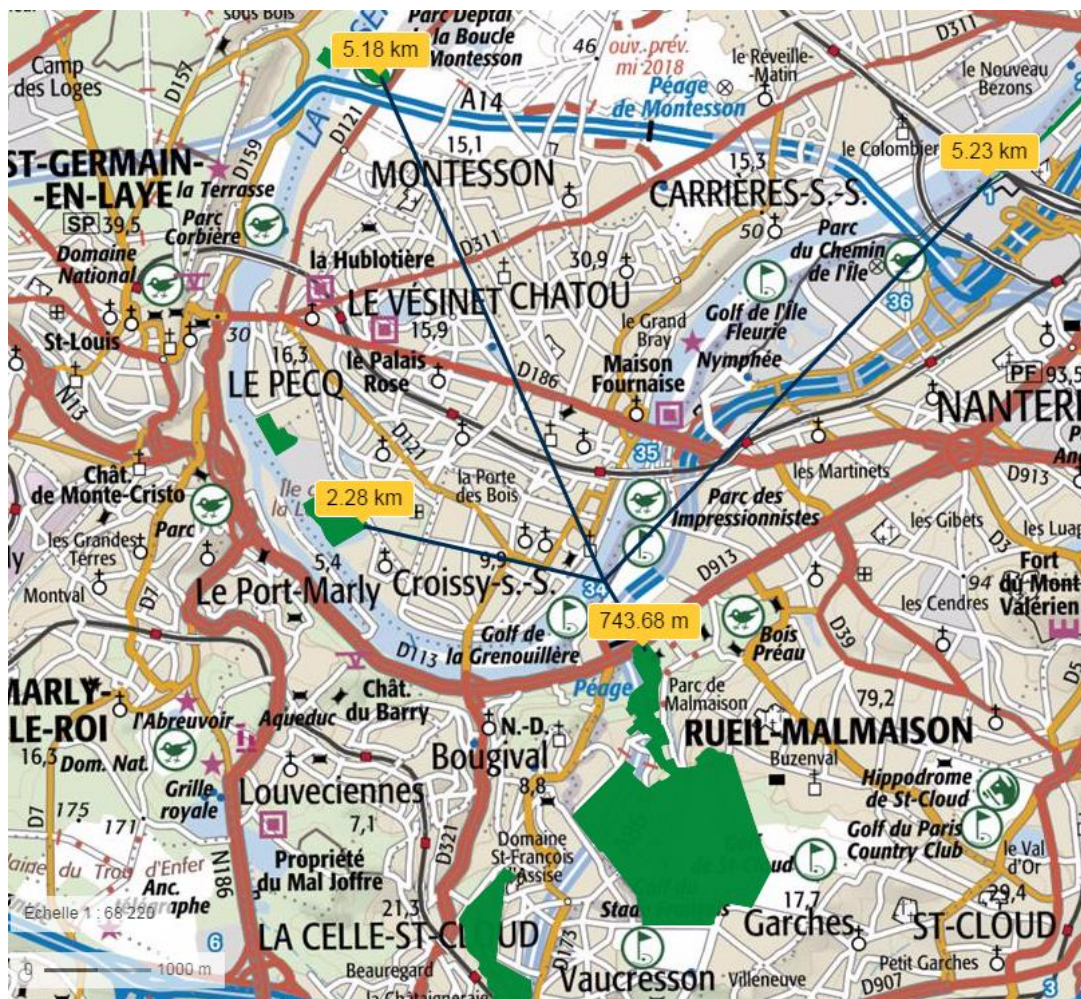 sous Bois
Parc Deptal
de la Boucle
Montesson
5.18 km
46
ouv. prév.
mi 2018
le Réveille-
-Matin
D311
le Nouveau
Bezons
Camp
des Loges
D157
A14
Péage
de Montesson
le Colombier
5.23 km
1
ST-GERMAIN-
-EN-LAYE
la Terrasse
D159
D121
15,1
7
MONTESSON
15,3
CARRIÈRES-S.-S.
SP 39,5
Parc
Corbière
50
Parc
du Chemin
de l'Île
Domaine
National
la Hublotière
D311
30,9
36
LE VÉSINET
CHATOU
Golf de l'Île
Fleurie
St-Louis
30
15,9
le Grand
Bray
Nymphée
16,3
le Palais
Rose
D186
Maison
Fournaise
PF 93,5
LE PECQ
NANTER
N13
D121
35
les Martinets
D913
Chât.
de Monte-Cristo
la Porte
des Bois
Parc des
Impressionnistes
2.28 km
Parc
les Gibets
les Grandes
Terres
D3
5,4
9,9
D913
Fort
du Mont
Valérien
94
Montval
D7
Le Port-Marly
Croissy-s.-S.
34
les Cendres
743.68 m
D39
Golf de
la Grenouillère
Bois
Préau
D113
D5
Péage
Parc de
Malmaison
79,2
MARLY-
LE-ROI
l'Abreuvoir
Aqueduc
Chât.
du Barry
N.-D.
RUEIL-MALMAISON
16,3
Dom. Nat.
Bougival
Buzenval
Hippodrome
de St-Cloud
Grille
royale
Louveciennes
8,8
D7
175
171
7,1
D321
Domaine
St-François
d'Assise
Golf du Paris
Country Club
le Val
d'Or
N186
Propriété
du Mal Joffre
17,7
29,4
Anc.
Echelle 1 : 68 220
21,3
Garches
ST-CLOUD
6
LA CELLE-ST-CLOUD
D173
0
1000 m
Beauregard
Vaucresson
Villeneuve
Petit Garches
D907
3
la Châtaigneraie